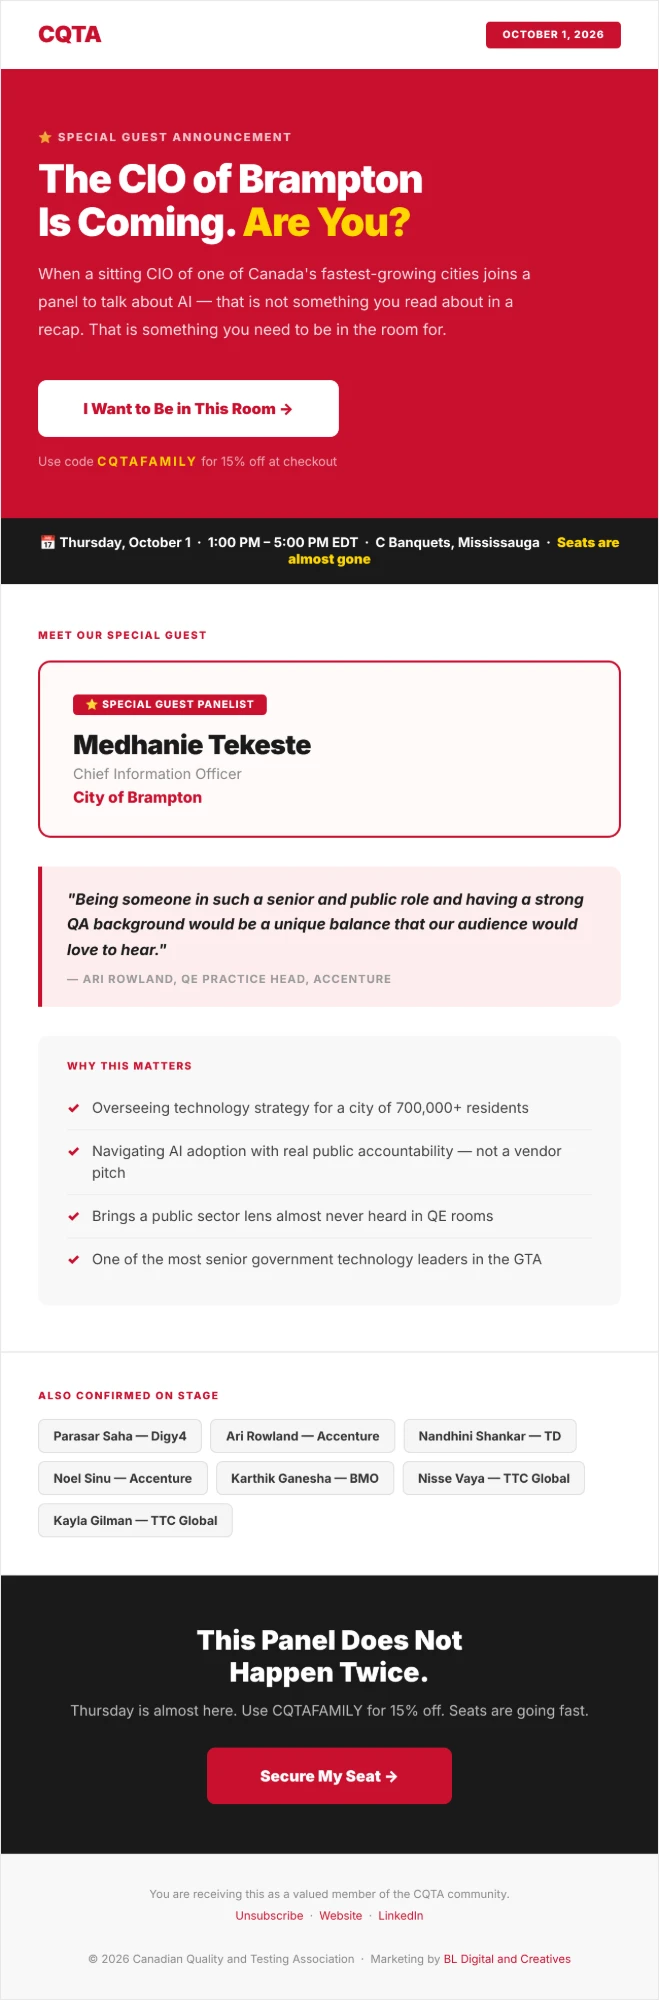 CQTA
OCTOBER 1, 2026
⭐ SPECIAL GUEST ANNOUNCEMENT
The CIO of Brampton
Is Coming. Are You?
When a sitting CIO of one of Canada's fastest-growing cities joins a
panel to talk about AI — that is not something you read about in a
recap. That is something you need to be in the room for.
I Want to Be in This Room →
Use code CQTAFAMILY for 15% off at checkout
📅 Thursday, October 1 · 1:00 PM – 5:00 PM EDT · C Banquets, Mississauga · Seats are
almost gone
MEET OUR SPECIAL GUEST
⭐ SPECIAL GUEST PANELIST
Medhanie Tekeste
Chief Information Officer
City of Brampton
"Being someone in such a senior and public role and having a strong
QA background would be a unique balance that our audience would
love to hear."
— ARI ROWLAND, QE PRACTICE HEAD, ACCENTURE
WHY THIS MATTERS
✓ Overseeing technology strategy for a city of 700,000+ residents
✓ Navigating AI adoption with real public accountability — not a vendor
pitch
✓ Brings a public sector lens almost never heard in QE rooms
✓ One of the most senior government technology leaders in the GTA
ALSO CONFIRMED ON STAGE
Parasar Saha — Digy4
Ari Rowland — Accenture
Nandhini Shankar — TD
Noel Sinu — Accenture
Karthik Ganesha — BMO
Nisse Vaya — TTC Global
Kayla Gilman — TTC Global
This Panel Does Not
Happen Twice.
Thursday is almost here. Use CQTAFAMILY for 15% off. Seats are going fast.
Secure My Seat →
You are receiving this as a valued member of the CQTA community.
Unsubscribe · Website · LinkedIn
© 2026 Canadian Quality and Testing Association · Marketing by BL Digital and Creatives